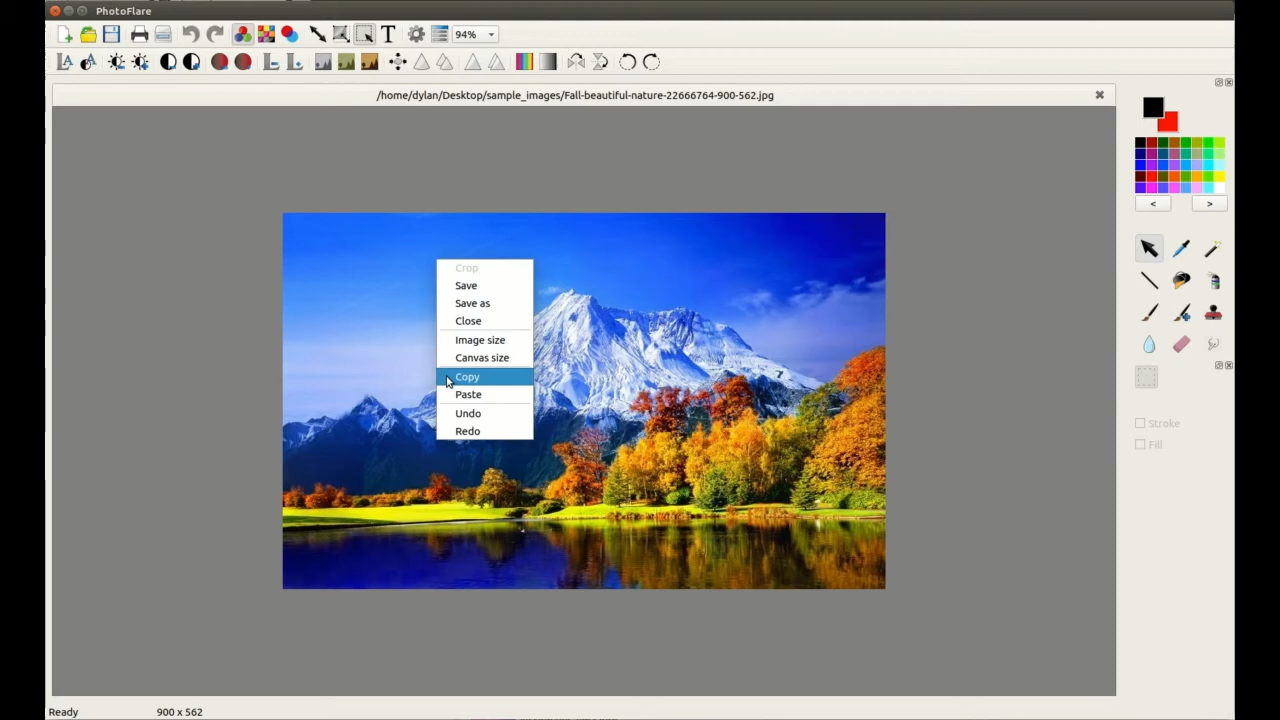 PhotoFlare
T
94%
/home/dylan/Desktop/sample_images/Fall-beautiful-nature-22666764-900-562.jpg
< >
Crop
Save
Save as
Close
Image size
Canvas size
Copy
Paste
Undo
Redo
Stroke
Fill
Ready 900 x 562